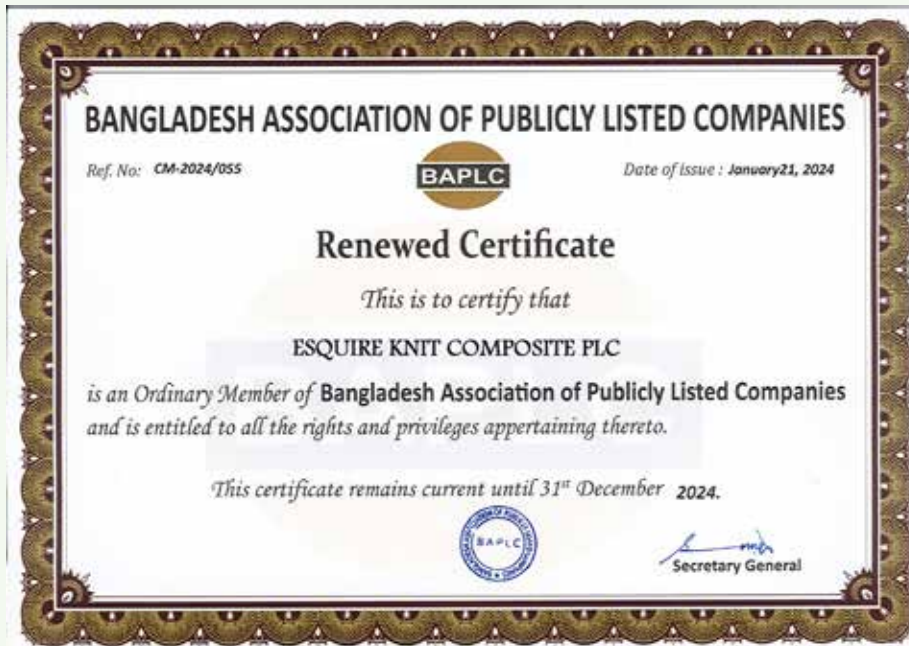 BANGLADESH ASSOCIATION OF PUBLICLY LISTED COMPANIES
Ref. No: CM-2024/055
BAPLC
Date of issue : January21, 2024
Renewed Certificate
This is to certify that
ESQUIRE KNIT COMPOSITE PLC
is an Ordinary Member of Bangladesh Association of Publicly Listed Companies
and is entitled to all the rights and privileges appertaining thereto.
This certificate remains current until 31st December 2024.
BAPLC
Secretary General